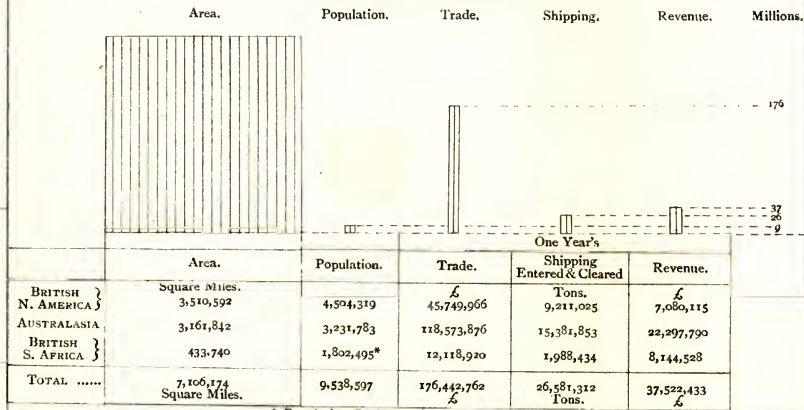 Area. Population. Trade. Shipping. Revenue. Millions.
176
37
26
9
One Year's
Area. Population. Trade. Shipping Entered & Cleared Revenue.
Square Miles. £ Tons. £
BRITISH N. AMERICA } 3,510,592 4,504,319 45,749,966 9,211,025 7,080,115
AUSTRALASIA 3,161,842 3,231,783 118,573,876 15,381,853 22,297,790
BRITISH S. AFRICA } 433,740 1,802,495* 12,118,920 1,988,434 8,144,528
TOTAL ...... 7,106,174 9,538,597 176,442,762 26,581,312 37,522,433
Square Miles. £ Tons. £